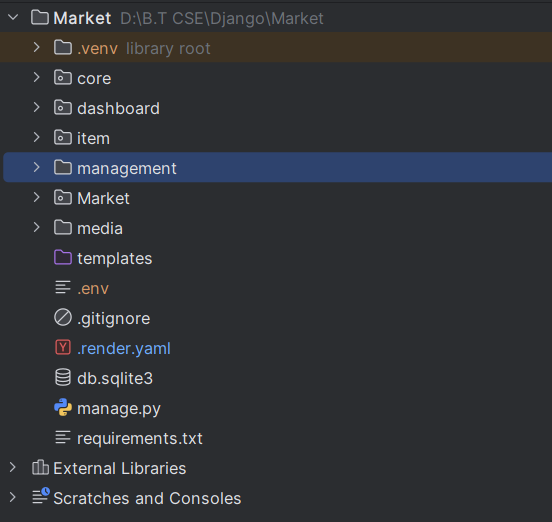 Market D:\B.T CSE\Django\Market
.venv library root
core
dashboard
item
management
Market
media
templates
.env
.gitignore
.render.yaml
db.sqlite3
manage.py
requirements.txt
External Libraries
Scratches and Consoles